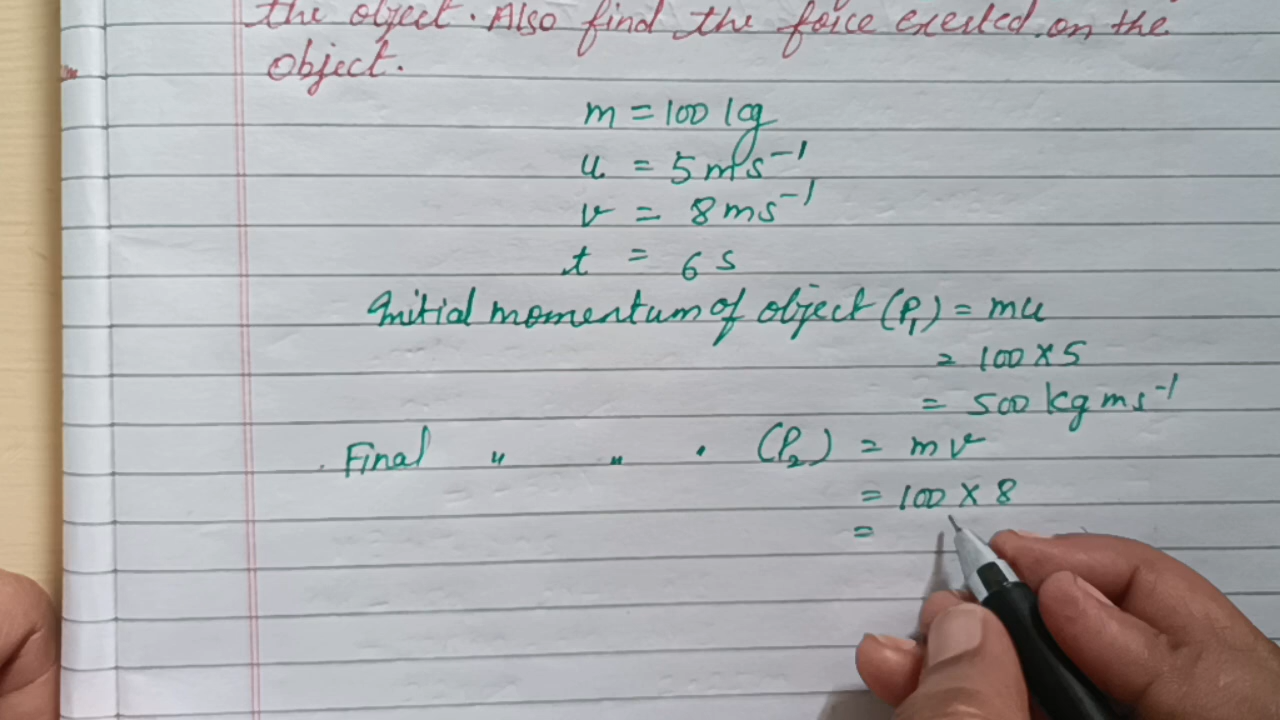 the object. Also find the force exerted on the
object.
m = 100 kg
u = 5 ms⁻¹
v = 8 ms⁻¹
t = 6 s
Initial momentum of object (P₁) = mu
= 100 × 5
= 500 kg ms⁻¹
Final " " " (P₂) = mv
= 100 × 8
=